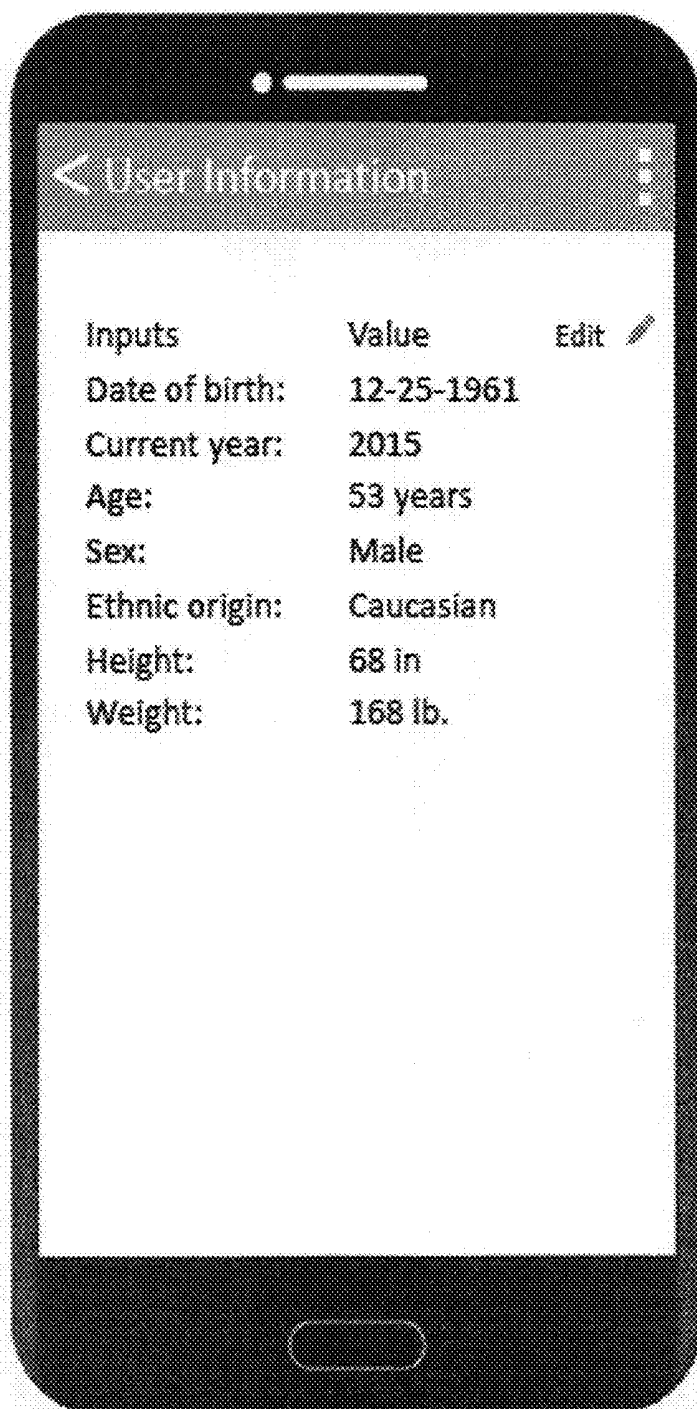 < User Information
Inputs Value Edit
Date of birth: 12-25-1961
Current year: 2015
Age: 53 years
Sex: Male
Ethnic origin: Caucasian
Height: 68 in
Weight: 168 lb.